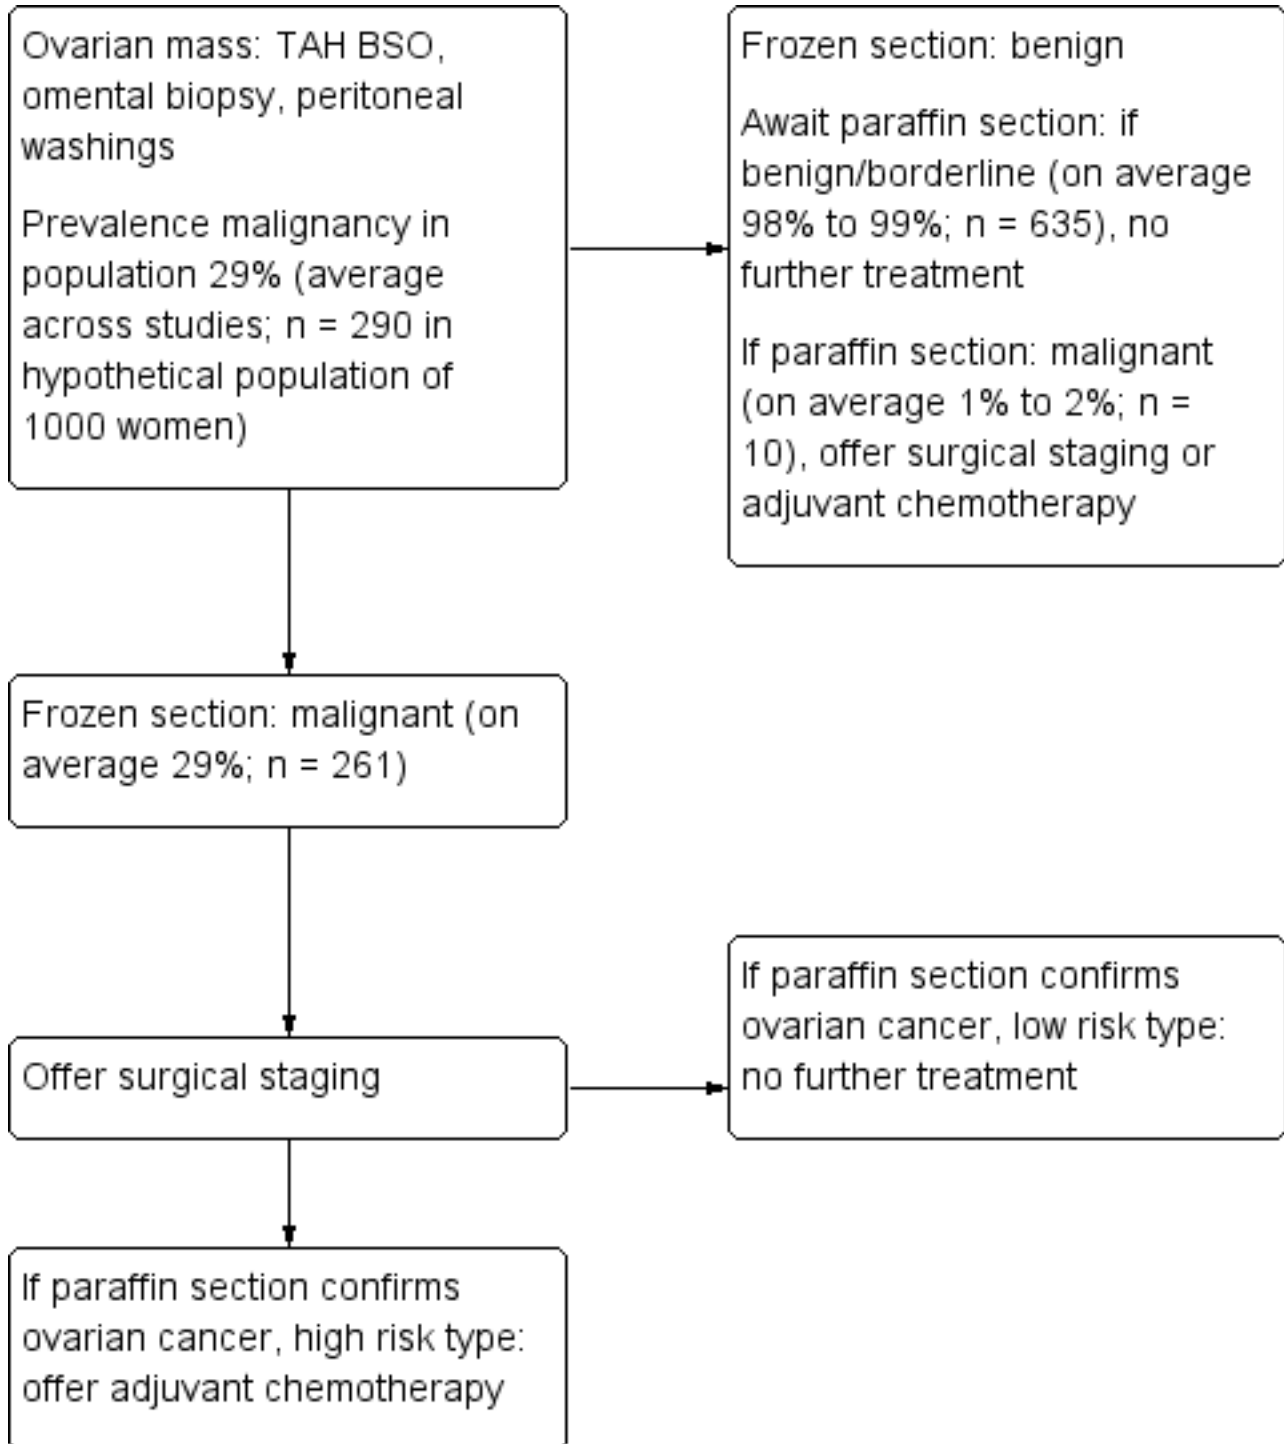 Ovarian mass: TAH BSO,
omental biopsy, peritoneal
washings
Prevalence malignancy in
population 29% (average
across studies; n = 290 in
hypothetical population of
1000 women)
Frozen section: benign
Await paraffin section: if
benign/borderline (on average
98% to 99%; n = 635), no
further treatment
If paraffin section: malignant
(on average 1% to 2%; n =
10), offer surgical staging or
adjuvant chemotherapy
Frozen section: malignant (on
average 29%; n = 261)
Offer surgical staging
If paraffin section confirms
ovarian cancer, low risk type:
no further treatment
If paraffin section confirms
ovarian cancer, high risk type:
offer adjuvant chemotherapy